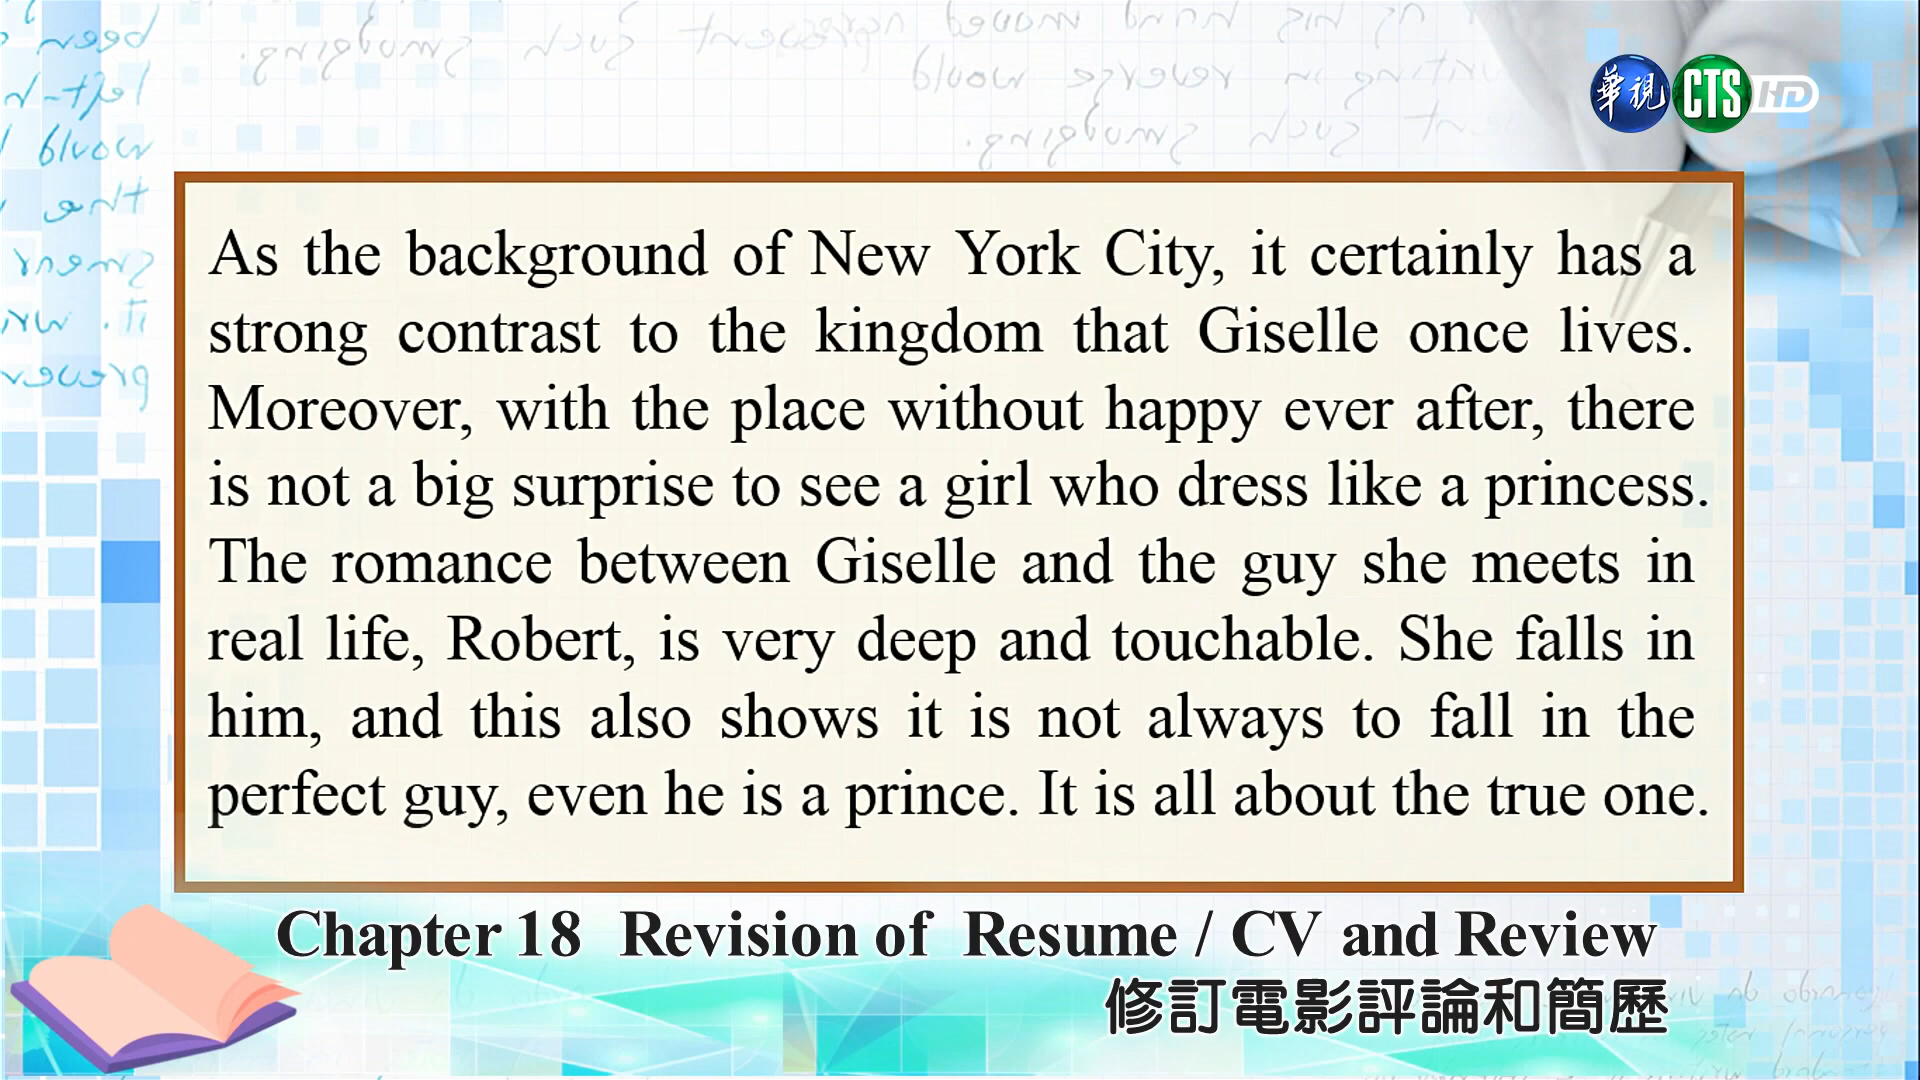 華視 CTS HD
As the background of New York City, it certainly has a
strong contrast to the kingdom that Giselle once lives.
Moreover, with the place without happy ever after, there
is not a big surprise to see a girl who dress like a princess.
The romance between Giselle and the guy she meets in
real life, Robert, is very deep and touchable. She falls in
him, and this also shows it is not always to fall in the
perfect guy, even he is a prince. It is all about the true one.
Chapter 18 Revision of Resume / CV and Review
修訂電影評論和簡歷